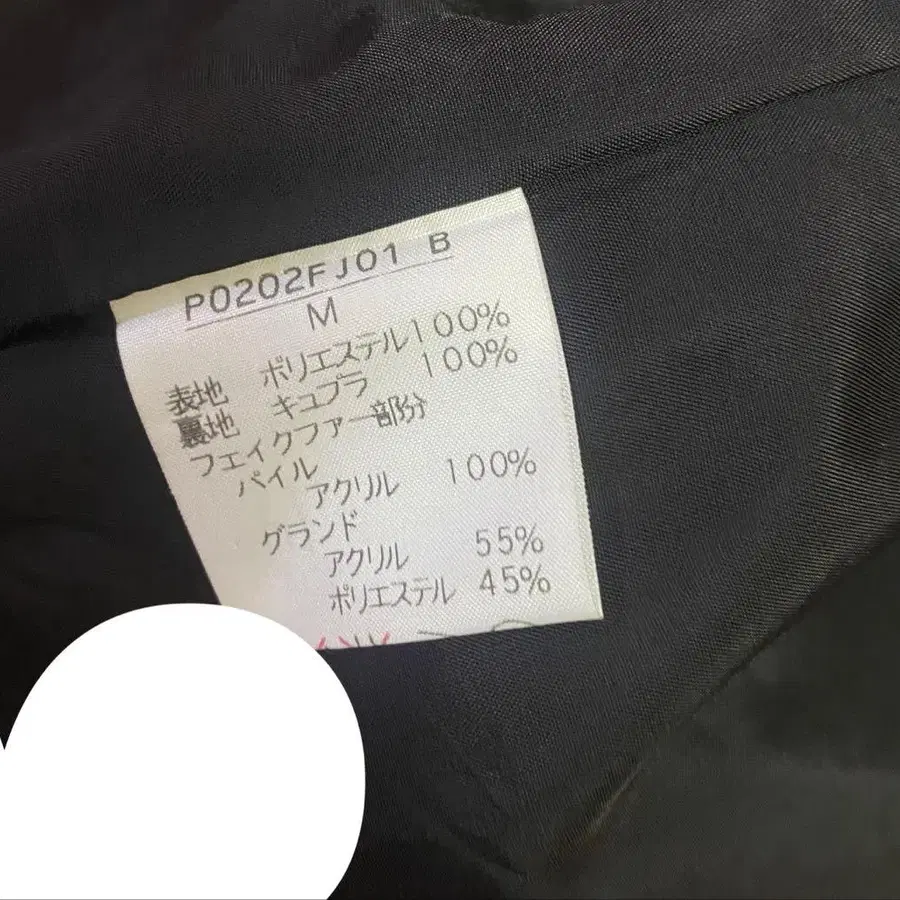 P0202FJ01 B
M
表地 ポリエステル100%
裏地 キュプラ 100%
フェイクファー部分
パイル
アクリル 100%
グランド
アクリル 55%
ポリエステル 45%